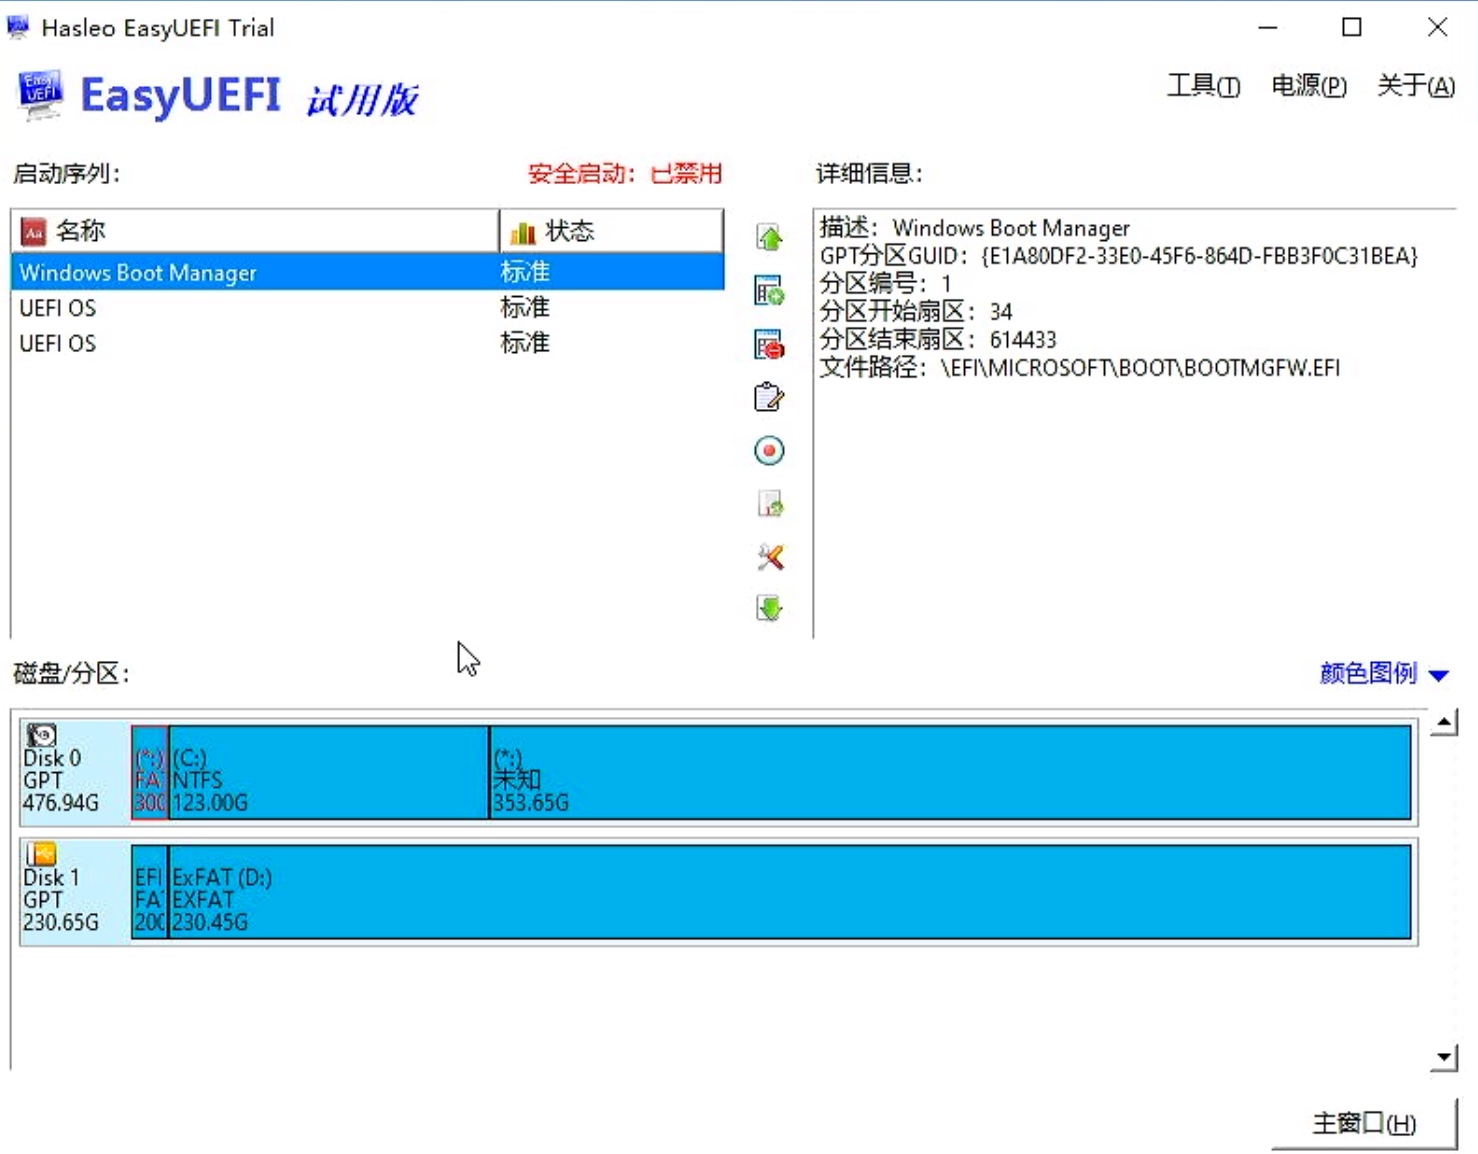 Hasleo EasyUEFI Trial
EasyUEFI 试用版
工具(T) 电源(P) 关于(A)
启动序列: 安全启动: 已禁用
名称 状态
Windows Boot Manager 标准
UEFI OS 标准
UEFI OS 标准
详细信息:
描述: Windows Boot Manager
GPT分区GUID: {E1A80DF2-33E0-45F6-864D-FBB3F0C31BEA}
分区编号: 1
分区开始扇区: 34
分区结束扇区: 614433
文件路径: \EFI\MICROSOFT\BOOT\BOOTMGFW.EFI
磁盘/分区: 颜色图例
Disk 0
GPT
476.94G
(*:)
FA
300
(C:)
NTFS
123.00G
(*:)
未知
353.65G
Disk 1
GPT
230.65G
EFI
FA
200
ExFAT (D:)
EXFAT
230.45G
主窗口(H)